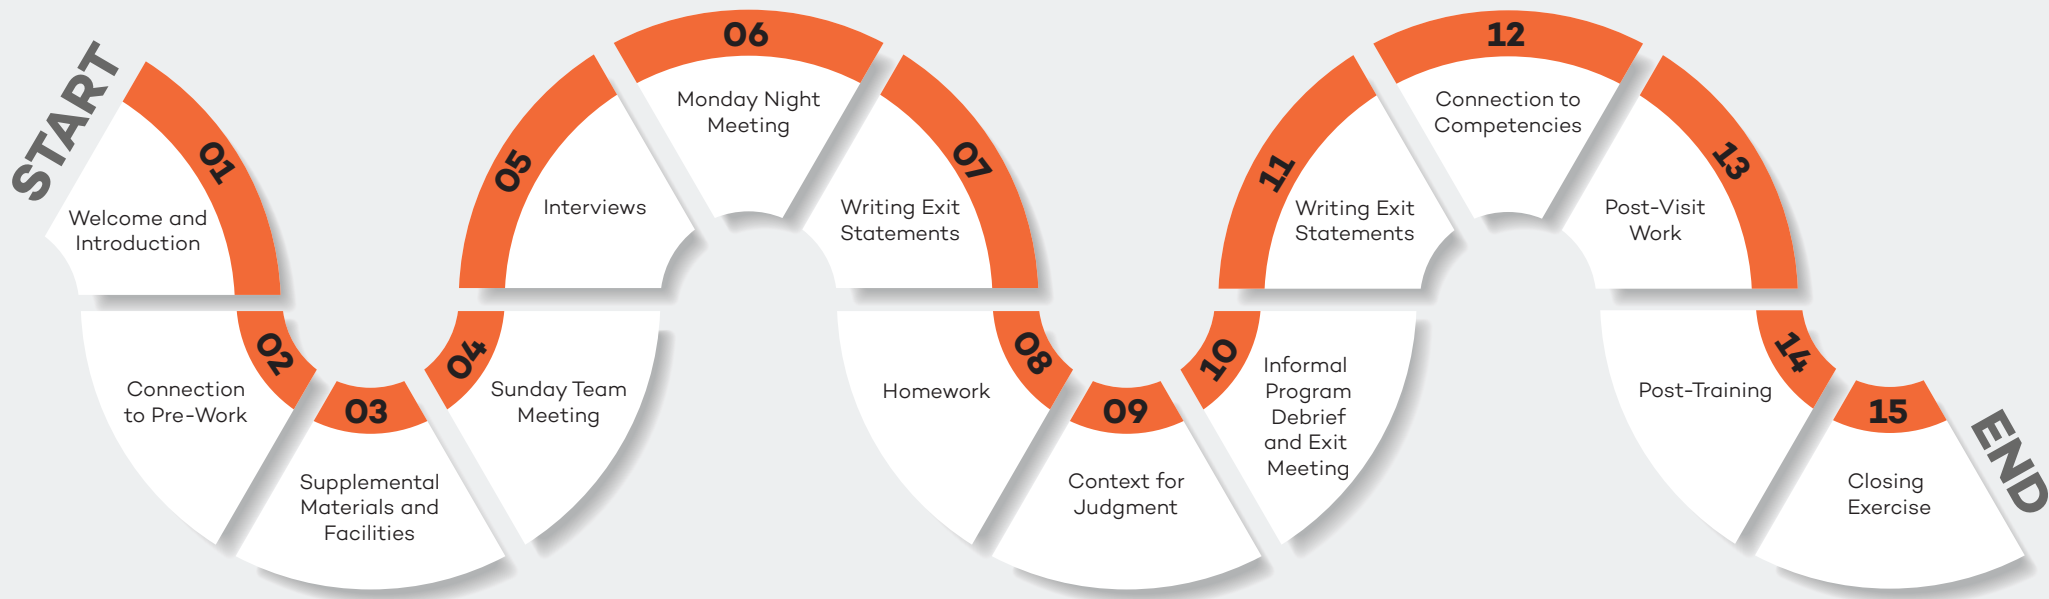 START
01
Welcome and
Introduction
02
Connection
to Pre-Work
03
Supplemental
Materials and
Facilities
04
Sunday Team
Meeting
05
Interviews
06
Monday Night
Meeting
07
Writing Exit
Statements
08
Homework
09
Context for
Judgment
10
Informal
Program
Debrief
and Exit
Meeting
11
Writing Exit
Statements
12
Connection to
Competencies
13
Post-Visit
Work
14
Post-Training
15
Closing
Exercise
END